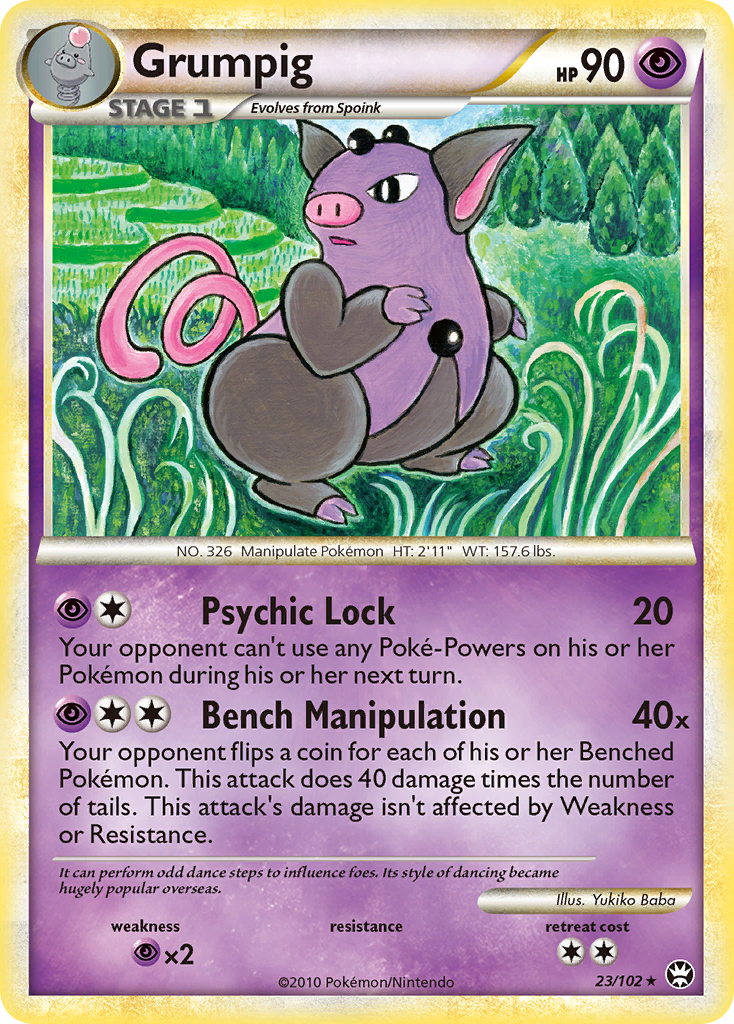 Grumpig
HP 90
STAGE 1
Evolves from Spoink
NO. 326 Manipulate Pokémon HT: 2'11" WT: 157.6 lbs.
Psychic Lock 20
Your opponent can't use any Poké-Powers on his or her
Pokémon during his or her next turn.
Bench Manipulation 40x
Your opponent flips a coin for each of his or her Benched
Pokémon. This attack does 40 damage times the number
of tails. This attack's damage isn't affected by Weakness
or Resistance.
It can perform odd dance steps to influence foes. Its style of dancing became
hugely popular overseas.
Illus. Yukiko Baba
weakness resistance retreat cost
×2
©2010 Pokémon/Nintendo
23/102 ★